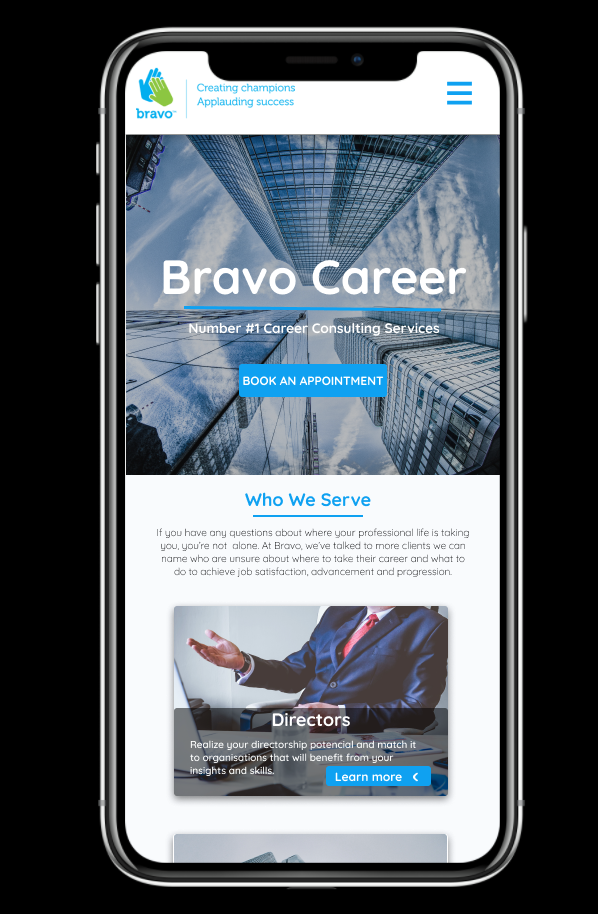 Creating champions
Applauding success
bravo™
Bravo Career
Number #1 Career Consulting Services
BOOK AN APPOINTMENT
Who We Serve
If you have any questions about where your professional life is taking
you, you're not alone. At Bravo, we've talked to more clients we can
name who are unsure about where to take their career and what to
do to achieve job satisfaction, advancement and progression.
Directors
Realize your directorship potencial and match it
to organisations that will benefit from your
insights and skills.
Learn more